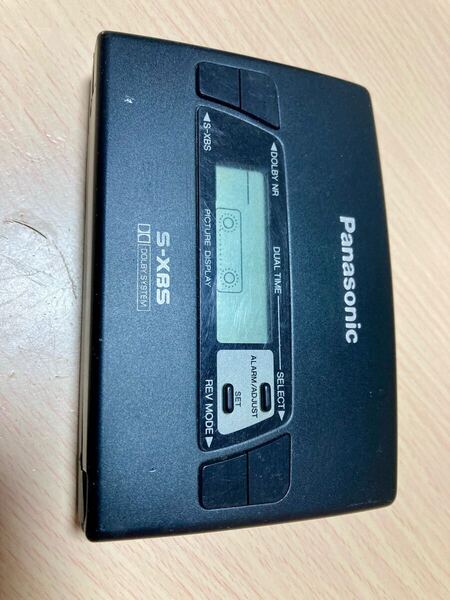 Panasonic
◀DOLBY NR
DUAL TIME
SELECT▶
ALARM/ADJUST
SET
◀S-XBS
PICTURE DISPLAY
REV MODE▶
S-XBS
DOLBY SYSTEM